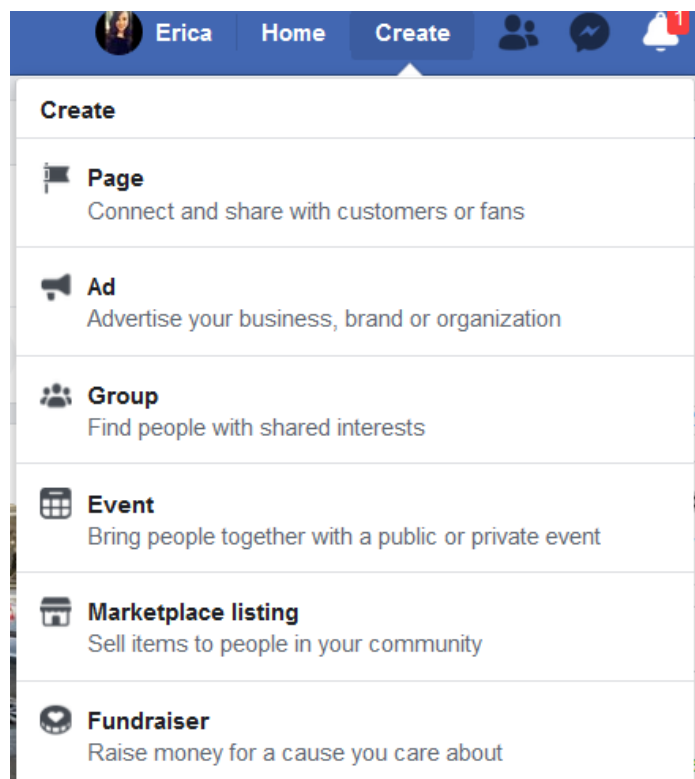 Erica Home Create 1
Create
Page
Connect and share with customers or fans
Ad
Advertise your business, brand or organization
Group
Find people with shared interests
Event
Bring people together with a public or private event
Marketplace listing
Sell items to people in your community
Fundraiser
Raise money for a cause you care about